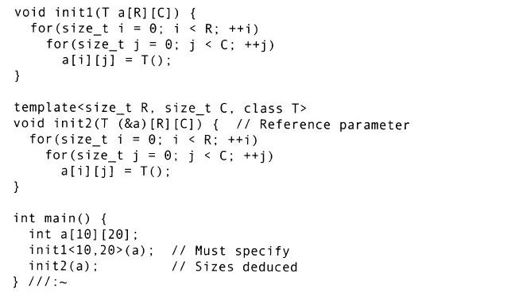 void init1(T a[R][C]) {
  for(size_t i = 0; i < R; ++i)
    for(size_t j = 0; j < C; ++j)
      a[i][j] = T();
}
template<size_t R, size_t C, class T>
void init2(T (&a)[R][C]) {  // Reference parameter
  for(size_t i = 0; i < R; ++i)
    for(size_t j = 0; j < C; ++j)
      a[i][j] = T();
}
int main() {
  int a[10][20];
  init1<10,20>(a);  // Must specify
  init2(a);         // Sizes deduced
} ///:~